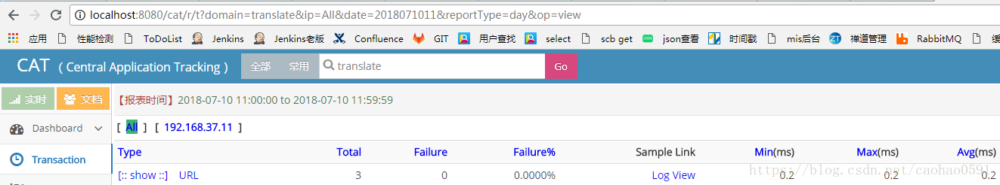 localhost:8080/cat/r/t?domain=translate&ip=All&date=2018071011&reportType=day&op=view
应用 性能检测 ToDoList Jenkins Jenkins老版 Confluence GIT 用户查找 select scb get json查看 时间戳 mis后台 禅道管理 RabbitMQ
CAT ( Central Application Tracking ) 全部 常用 translate Go
实时 文档 【报表时间】2018-07-10 11:00:00 to 2018-07-10 11:59:59
[ All ] [ 192.168.37.11 ]
Dashboard
Type Total Failure Failure% Sample Link Min(ms) Max(ms) Avg(ms)
Transaction
[:: show ::] URL 3 0 0.0000% Log View 0.2 0.2 0.2
https://blog.csdn.net/caohao0591